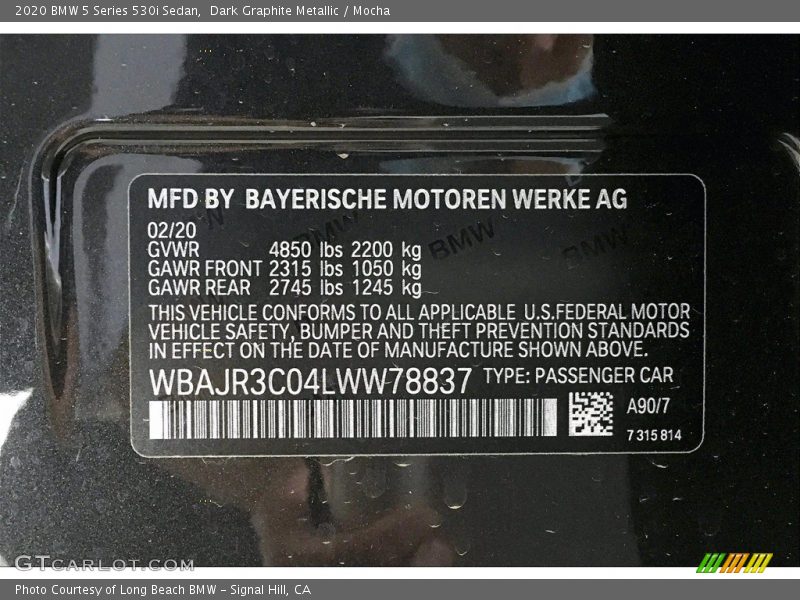 2020 BMW 5 Series 530i Sedan,  Dark Graphite Metallic / Mocha
MFD BY BAYERISCHE MOTOREN WERKE AG
02/20
GVWR 4850 lbs 2200 kg
GAWR FRONT 2315 lbs 1050 kg
GAWR REAR 2745 lbs 1245 kg
THIS VEHICLE CONFORMS TO ALL APPLICABLE U.S.FEDERAL MOTOR
VEHICLE SAFETY, BUMPER AND THEFT PREVENTION STANDARDS
IN EFFECT ON THE DATE OF MANUFACTURE SHOWN ABOVE.
WBAJR3C04LWW78837 TYPE: PASSENGER CAR
A90/7
7 315 814
BMW
BMW
BMW
GTCARLOT.COM
Photo Courtesy of Long Beach BMW - Signal Hill, CA